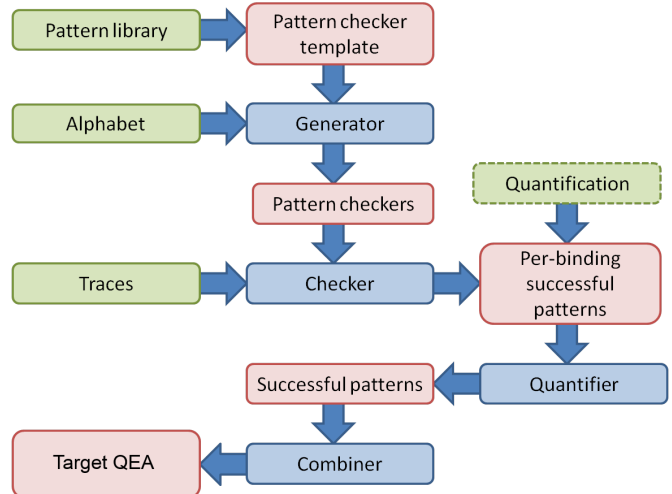 Pattern library
Pattern checker
template
Alphabet
Generator
Pattern checkers
Quantification
Traces
Checker
Per-binding
successful
patterns
Successful patterns
Quantifier
Target QEA
Combiner